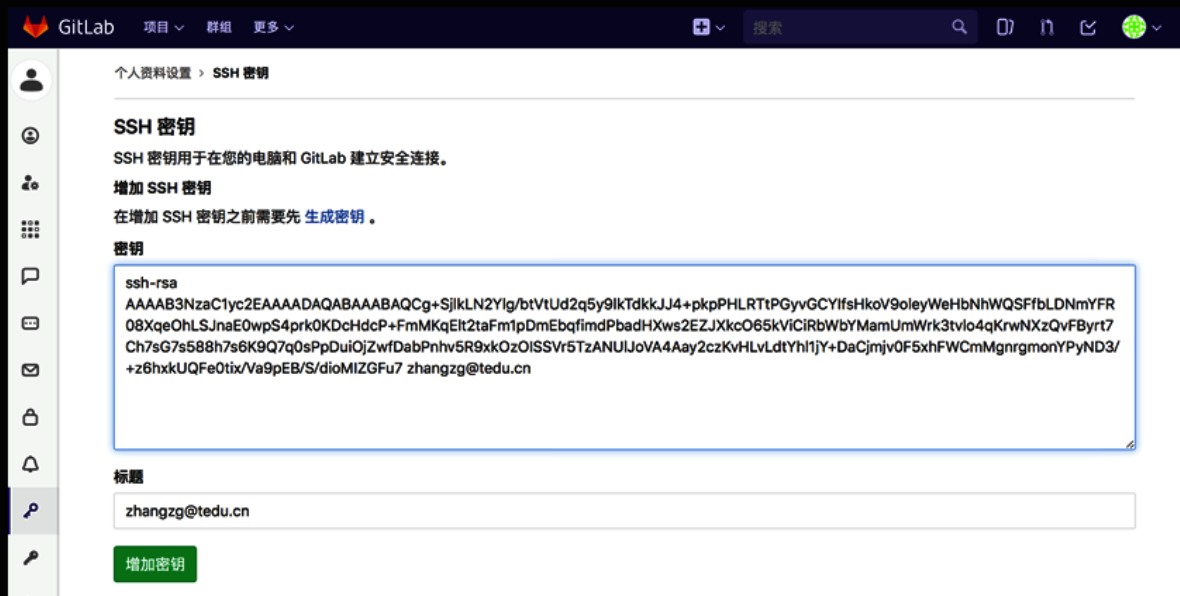 GitLab 项目 群组 更多 搜索
个人资料设置 › SSH 密钥
SSH 密钥
SSH 密钥用于在您的电脑和 GitLab 建立安全连接。
增加 SSH 密钥
在增加 SSH 密钥之前需要先 生成密钥 。
密钥
ssh-rsa
AAAAB3NzaC1yc2EAAAADAQABAAABAQCg+SjlkLN2Ylg/btVtUd2q5y9lkTdkkJJ4+pkpPHLRTtPGyvGCYIfsHkoV9oleyWeHbNhWQSFfbLDNmYFR
08XqeOhLSJnaE0wpS4prk0KDcHdcP+FmMKqElt2taFm1pDmEbqfimdPbadHXws2EZJXkcO65kViCiRbWbYMamUmWrk3tvlo4qKrwNXzQvFByrt7
Ch7sG7s588h7s6K9Q7q0sPpDuiOjZwfDabPnhv5R9xkOzOlSSVr5TzANUlJoVA4Aay2czKvHLvLdtYhl1jY+DaCjmjv0F5xhFWCmMgnrgmonYPyND3/
+z6hxkUQFe0tix/Va9pEB/S/dioMIZGFu7 zhangzg@tedu.cn
标题
zhangzg@tedu.cn
增加密钥